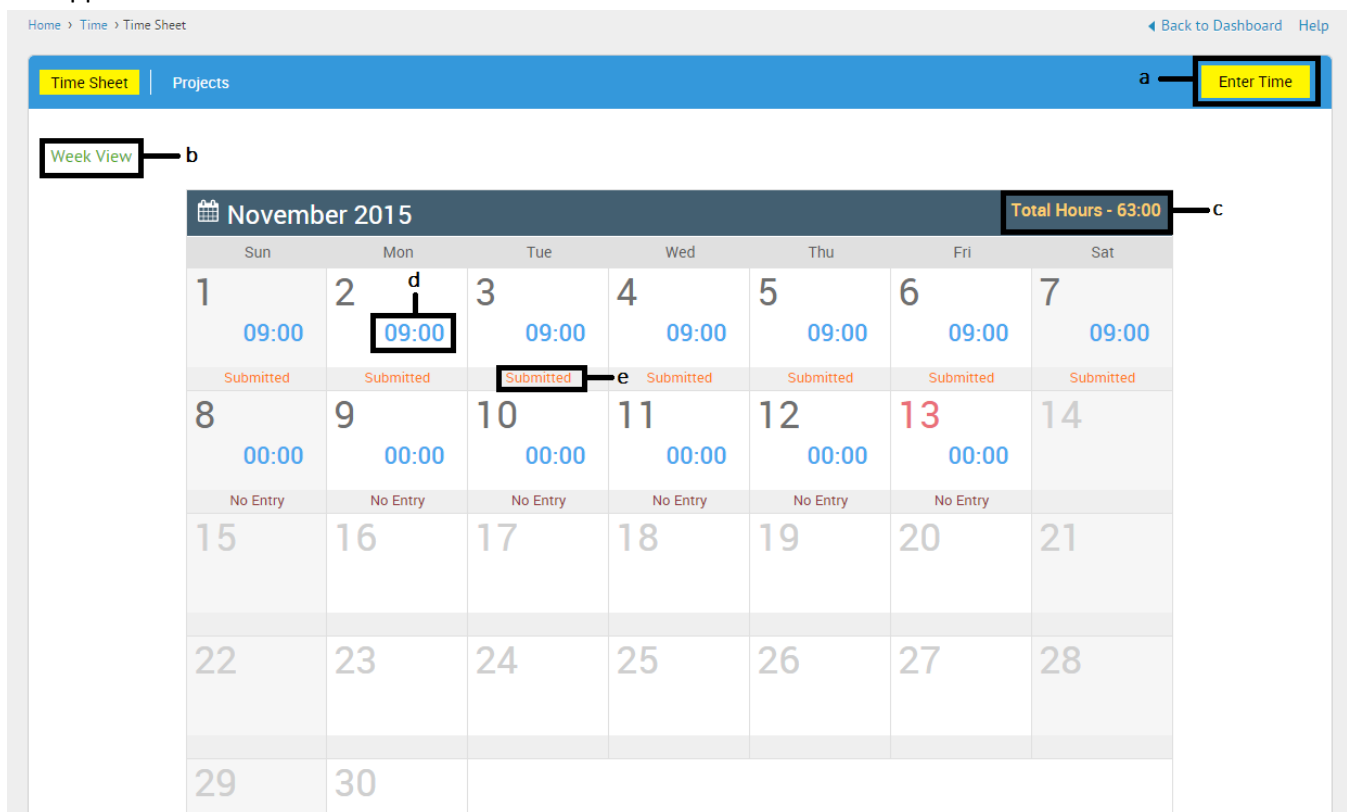 Home › Time › Time Sheet Back to Dashboard Help
Time Sheet Projects a Enter Time
Week View b
November 2015 Total Hours - 63:00 c
Sun Mon Tue Wed Thu Fri Sat
1 2 d 3 4 5 6 7
09:00 09:00 09:00 09:00 09:00 09:00 09:00
Submitted Submitted Submitted e Submitted Submitted Submitted Submitted
8 9 10 11 12 13 14
00:00 00:00 00:00 00:00 00:00 00:00
No Entry No Entry No Entry No Entry No Entry No Entry
15 16 17 18 19 20 21
22 23 24 25 26 27 28
29 30